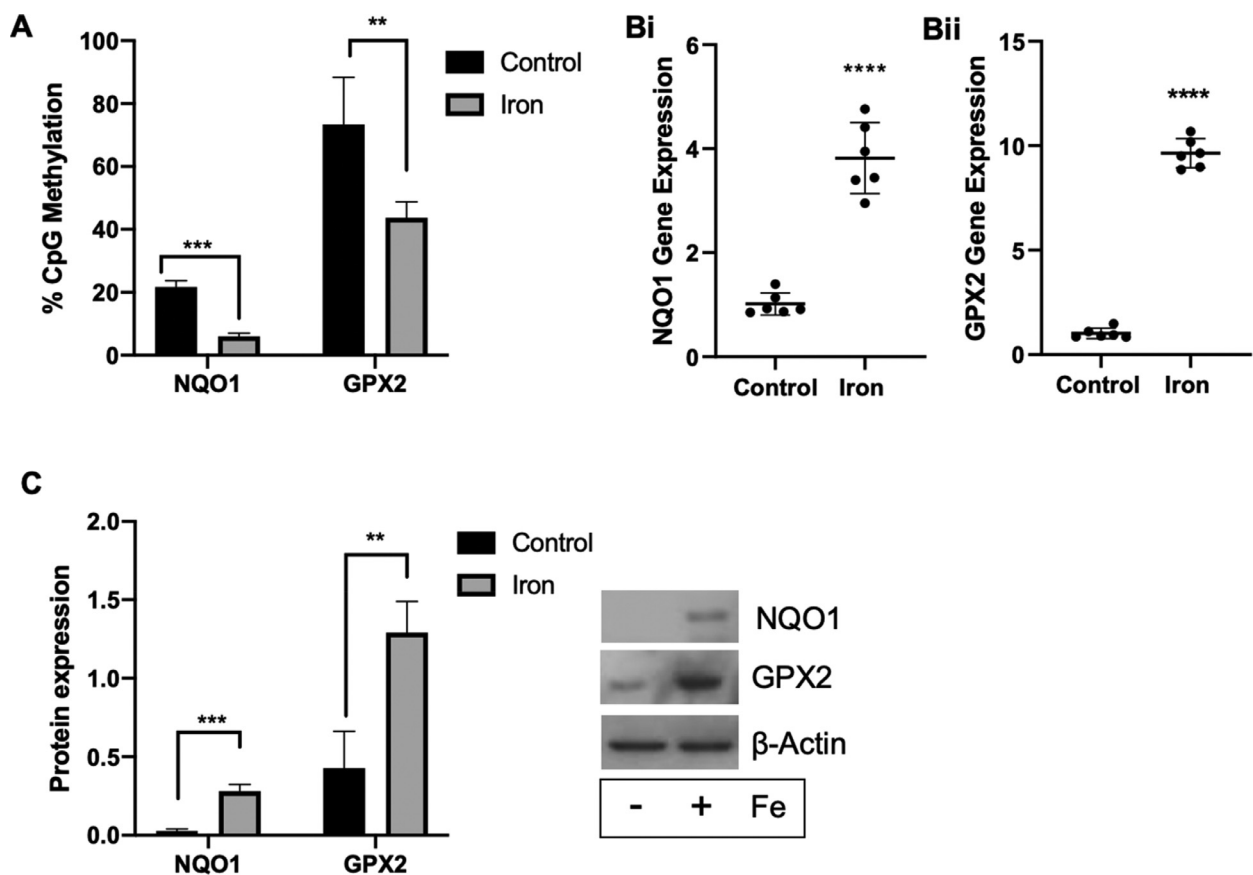 A
% CpG Methylation
100
80
60
40
20
0
***
**
NQO1
GPX2
Control
Iron
Bi
NQO1 Gene Expression
6
4
2
0
****
Control
Iron
Bii
GPX2 Gene Expression
15
10
5
0
****
Control
Iron
C
Protein expression
2.0
1.5
1.0
0.5
0.0
***
**
NQO1
GPX2
Control
Iron
NQO1
GPX2
β-Actin
- + Fe